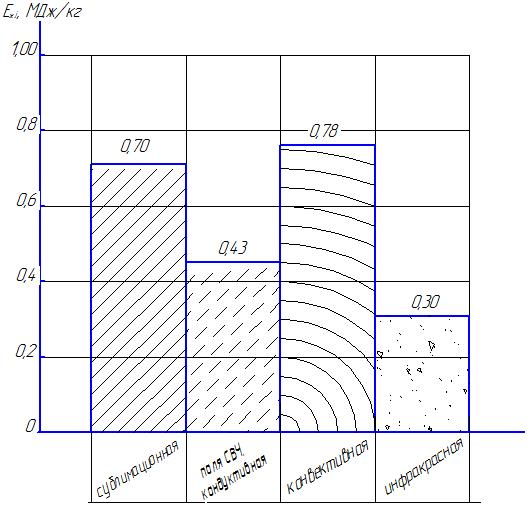 Eₓᵢ, МДж/кг
1,00
0,8
0,6
0,4
0,2
0
0,70
0,43
0,78
0,30
сублимационная
поля СВЧ,
кондуктивная
конвективная
инфракрасная